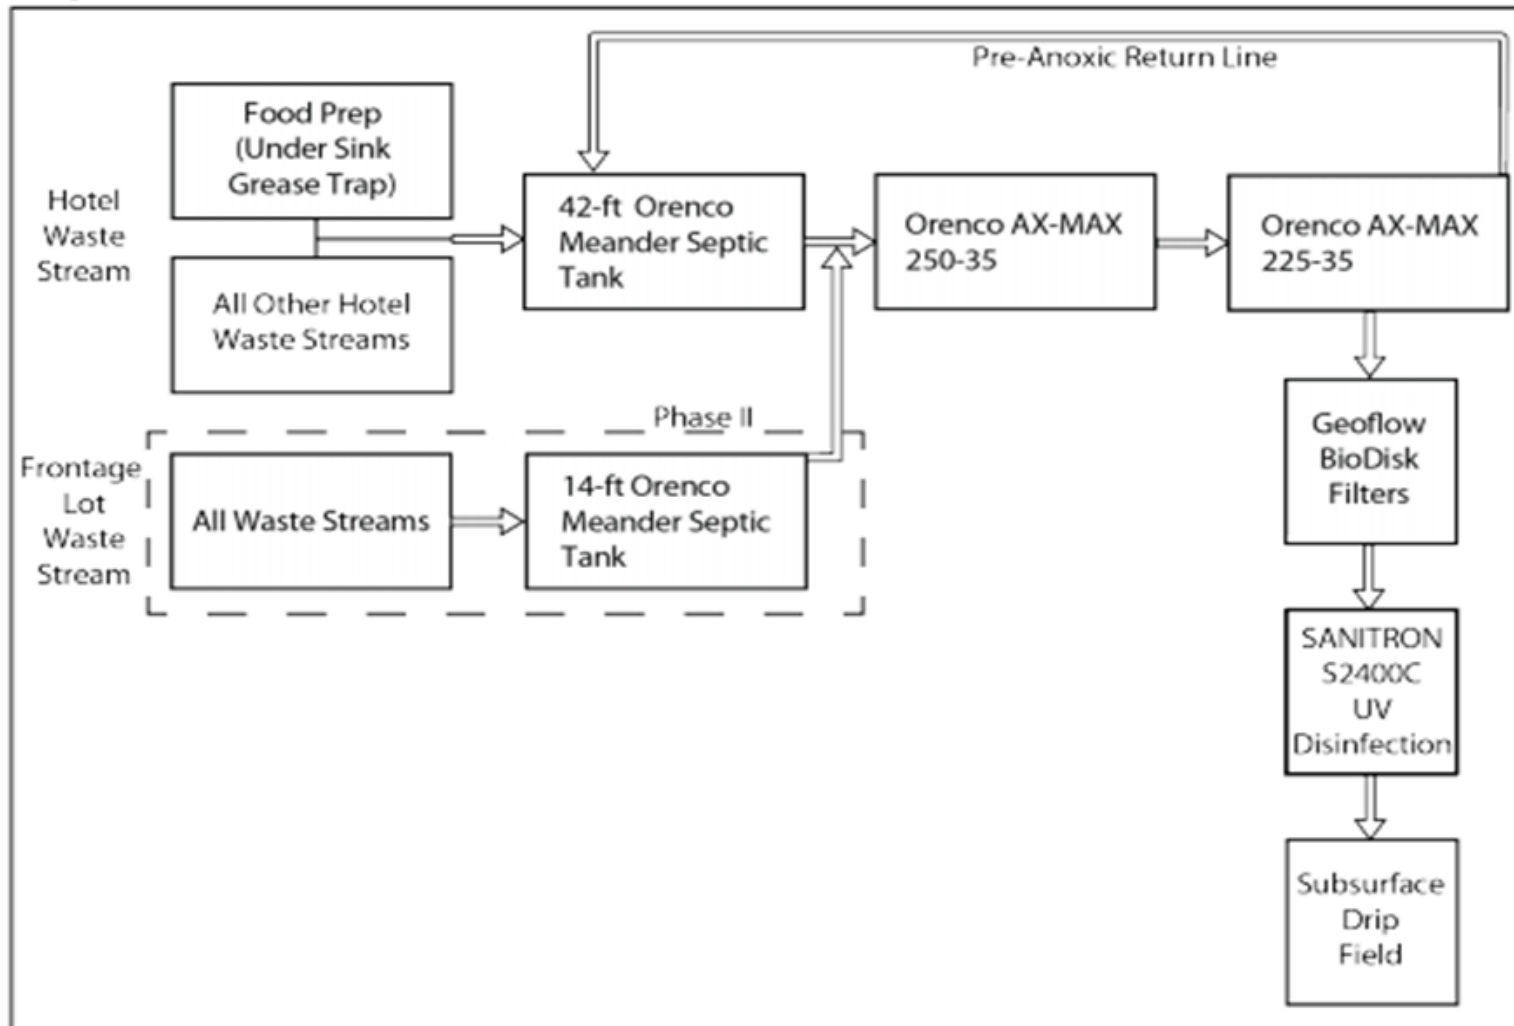 Pre-Anoxic Return Line
Hotel
Waste
Stream
Food Prep
(Under Sink
Grease Trap)
All Other Hotel
Waste Streams
42-ft Orenco
Meander Septic
Tank
Orenco AX-MAX
250-35
Orenco AX-MAX
225-35
Phase II
Frontage
Lot
Waste
Stream
All Waste Streams
14-ft Orenco
Meander Septic
Tank
Geoflow
BioDisk
Filters
SANITRON
S2400C
UV
Disinfection
Subsurface
Drip
Field